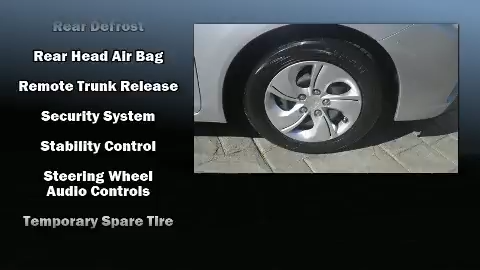 Rear Defrost
Rear Head Air Bag
Remote Trunk Release
Security System
Stability Control
Steering Wheel
Audio Controls
Temporary Spare Tire